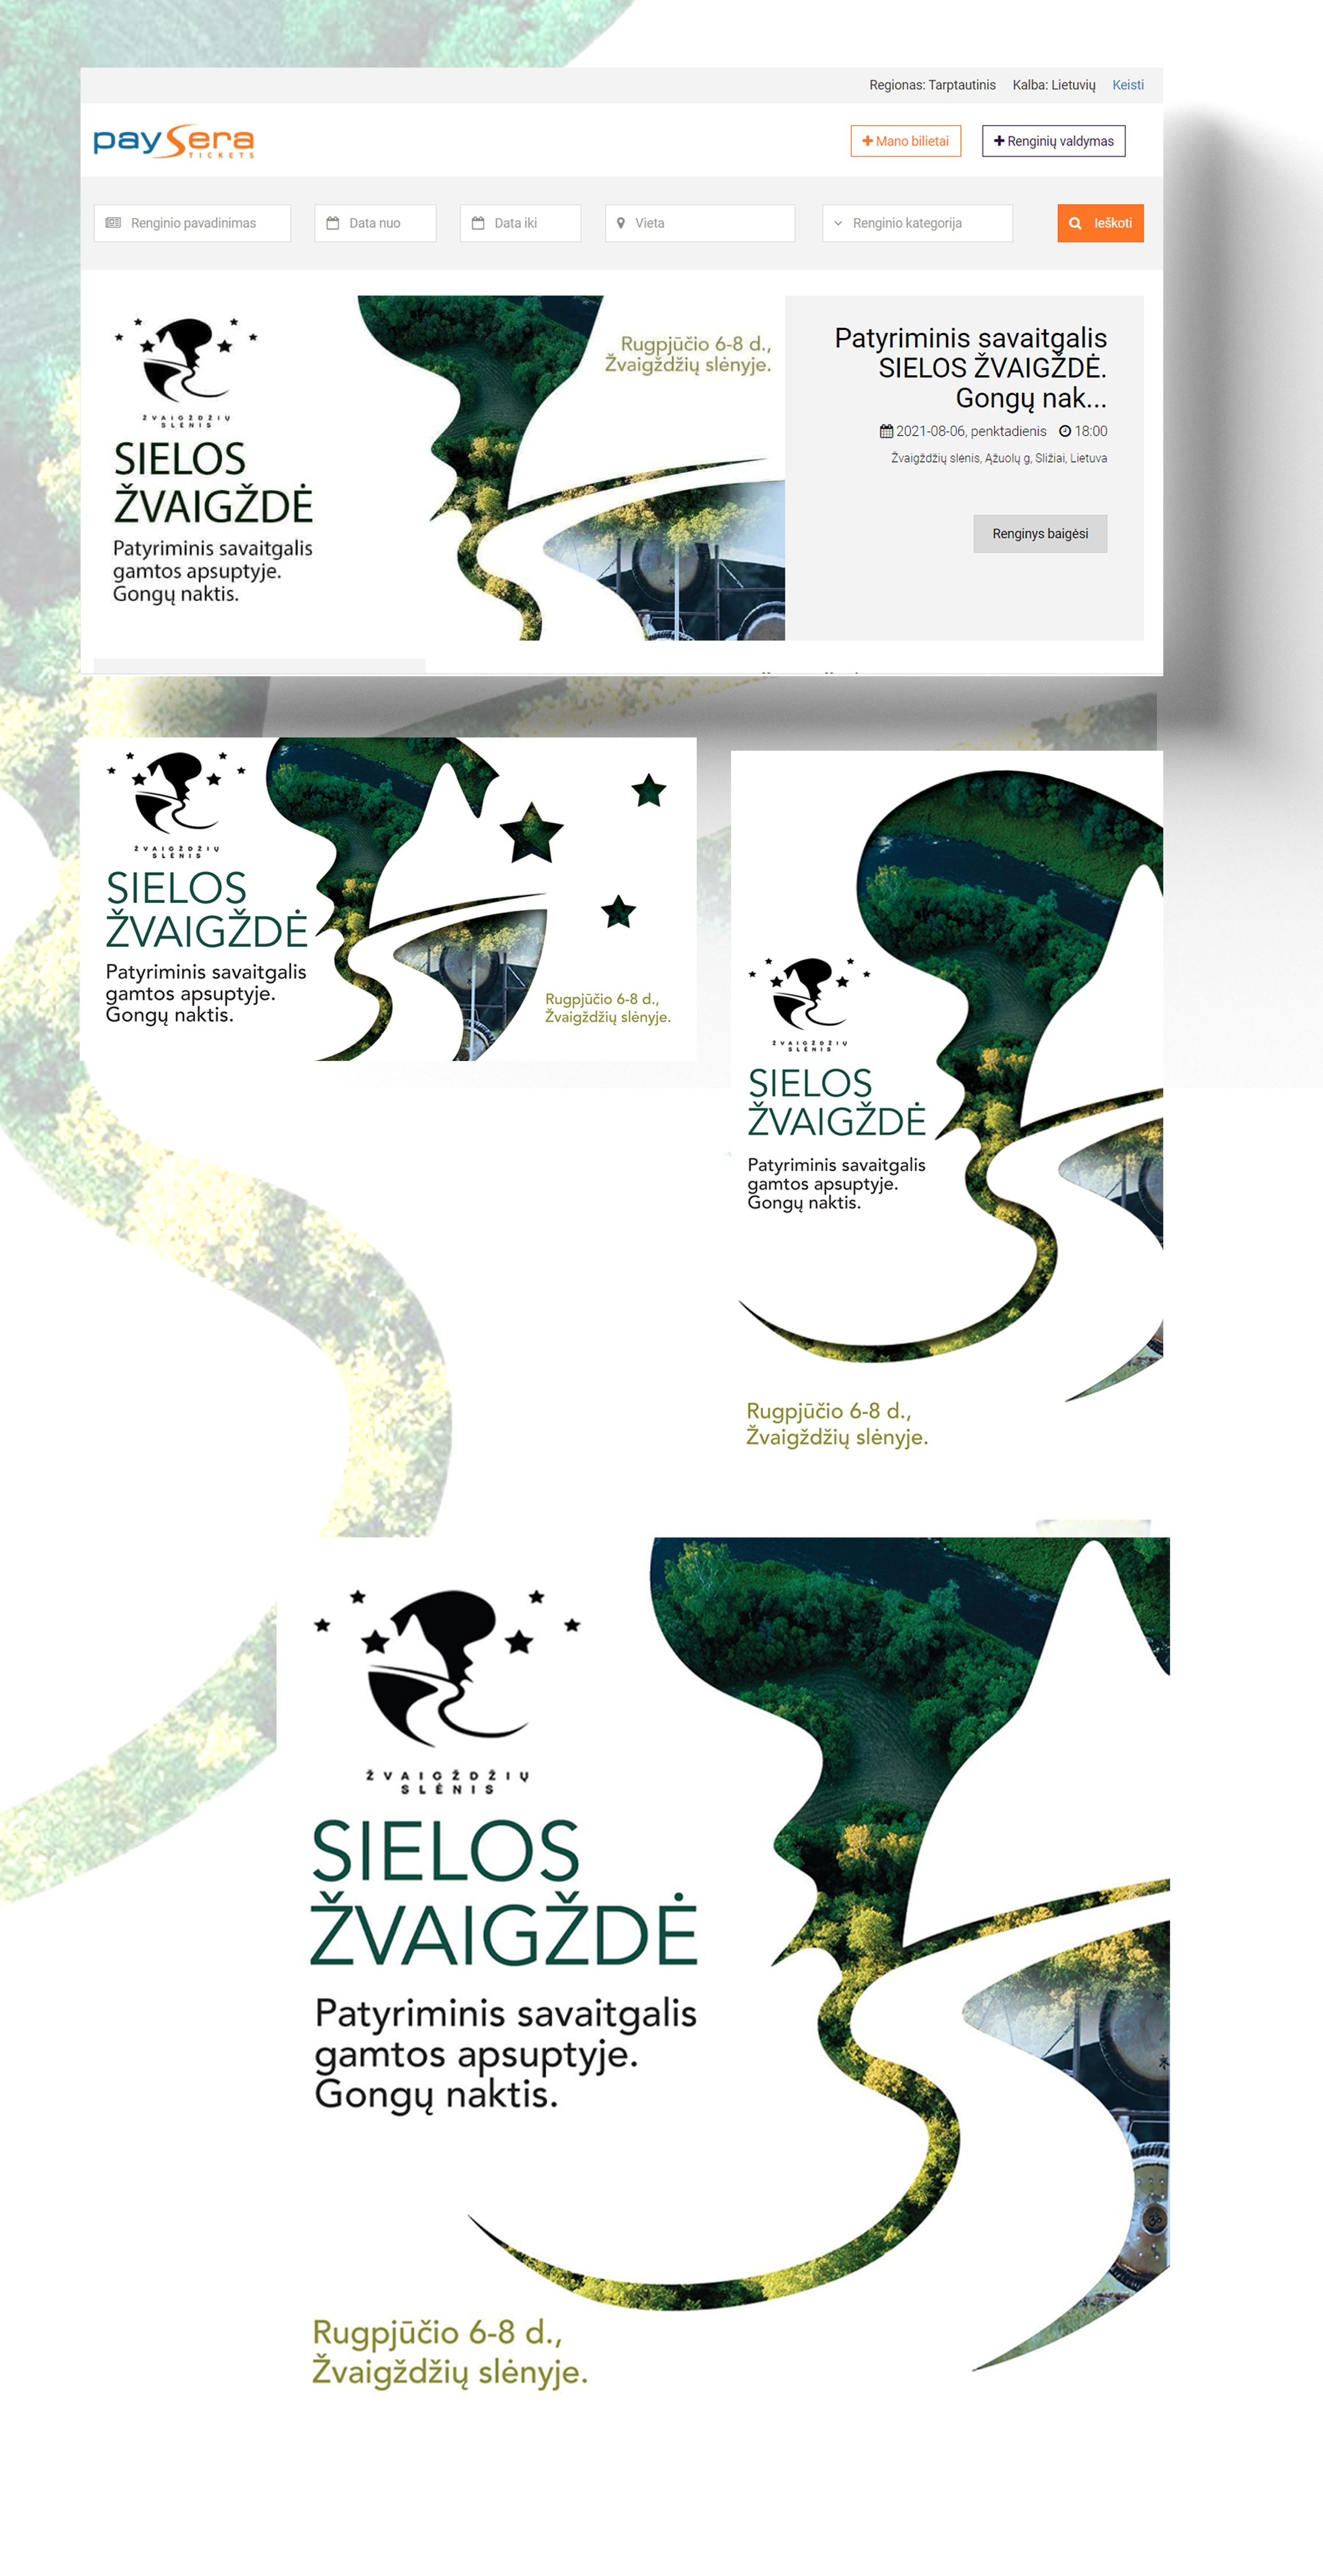 Regionas: Tarptautinis Kalba: Lietuvių Keisti
paysera
TICKETS
Mano bilietai
Renginių valdymas
Renginio pavadinimas
Data nuo
Data iki
Vieta
Renginio kategorija
Ieškoti
ŽVAIGŽDŽIŲ
SLĖNIS
SIELOS
ŽVAIGŽDĖ
Patyriminis savaitgalis
gamtos apsuptyje.
Gongų naktis.
Rugpjūčio 6-8 d.,
Žvaigždžių slėnyje.
Patyriminis savaitgalis
SIELOS ŽVAIGŽDĖ.
Gongų nak...
2021-08-06, penktadienis 18:00
Žvaigždžių slėnis, Ąžuolų g, Sližiai, Lietuva
Renginys baigėsi
ŽVAIGŽDŽIŲ
SLĖNIS
SIELOS
ŽVAIGŽDĖ
Patyriminis savaitgalis
gamtos apsuptyje.
Gongų naktis.
Rugpjūčio 6-8 d.,
Žvaigždžių slėnyje.
ŽVAIGŽDŽIŲ
SLĖNIS
SIELOS
ŽVAIGŽDĖ
Patyriminis savaitgalis
gamtos apsuptyje.
Gongų naktis.
Rugpjūčio 6-8 d.,
Žvaigždžių slėnyje.
ŽVAIGŽDŽIŲ
SLĖNIS
SIELOS
ŽVAIGŽDĖ
Patyriminis savaitgalis
gamtos apsuptyje.
Gongų naktis.
Rugpjūčio 6-8 d.,
Žvaigždžių slėnyje.